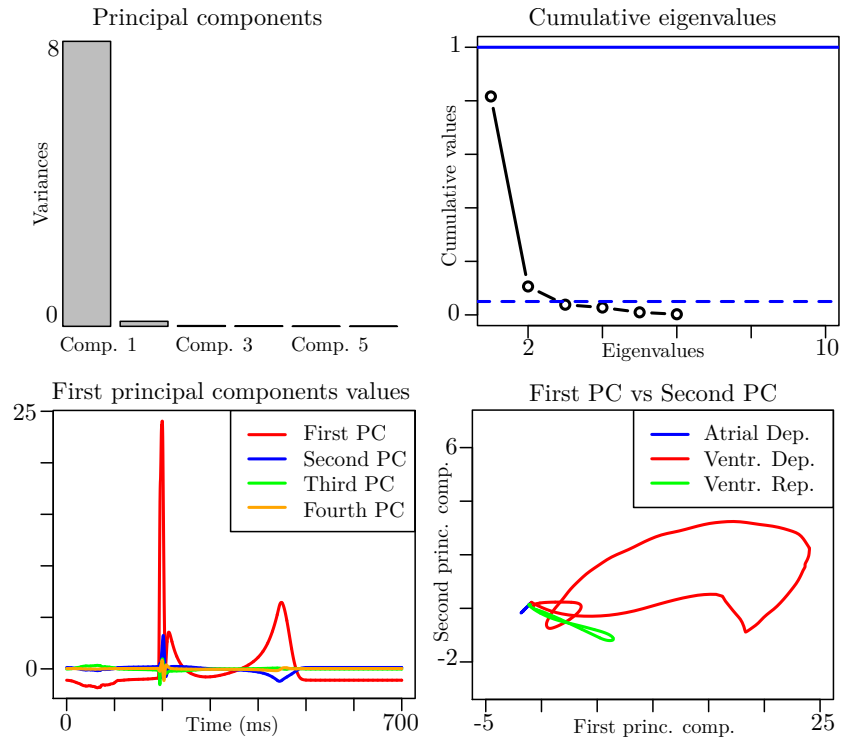 Principal components
8
Variances
0
Comp. 1
Comp. 3
Comp. 5
Cumulative eigenvalues
1
Cumulative values
0
2
Eigenvalues
10
First principal components values
25
First PC
Second PC
Third PC
Fourth PC
0
0
Time (ms)
700
First PC vs Second PC
6
Atrial Dep.
Ventr. Dep.
Ventr. Rep.
Second princ. comp.
-2
-5
First princ. comp.
25